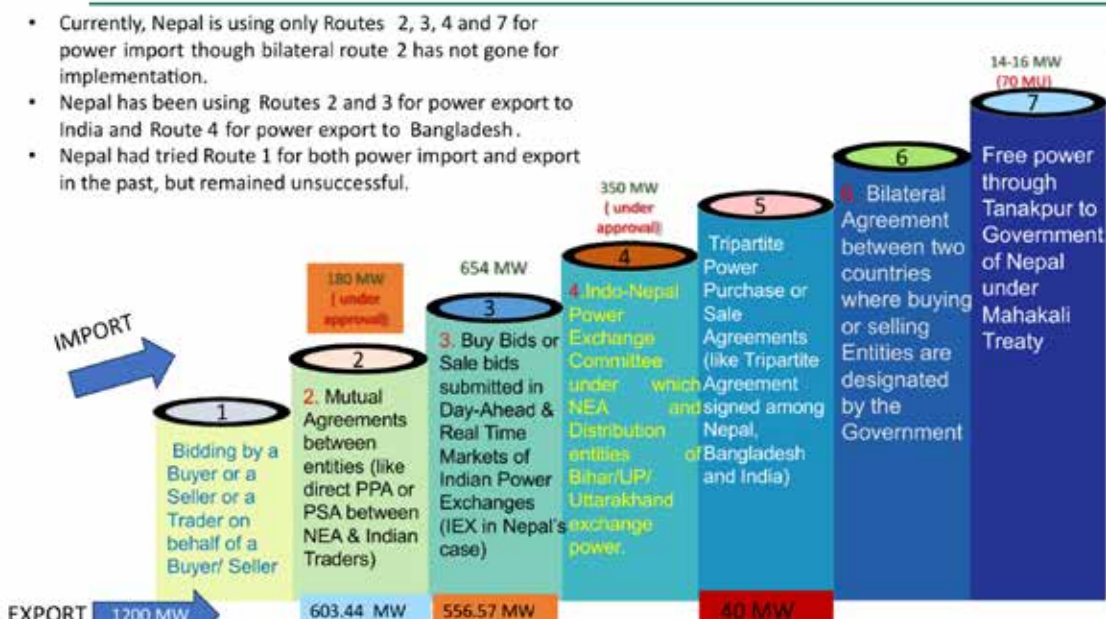 • Currently, Nepal is using only Routes 2, 3, 4 and 7 for
power import though bilateral route 2 has not gone for
implementation.
• Nepal has been using Routes 2 and 3 for power export to
India and Route 4 for power export to Bangladesh.
• Nepal had tried Route 1 for both power import and export
in the past, but remained unsuccessful.
IMPORT
1
Bidding by a
Buyer or a
Seller or a
Trader on
behalf of a
Buyer/ Seller
180 MW
( under
approval)
2
2. Mutual
Agreements
between
entities (like
direct PPA or
PSA between
NEA & Indian
Traders)
654 MW
3
3. Buy Bids or
Sale bids
submitted in
Day-Ahead &
Real Time
Markets of
Indian Power
Exchanges
(IEX in Nepal's
case)
350 MW
( under
approval)
4
4.Indo-Nepal
Power
Exchange
Committee
under which
NEA and
Distribution
entities of
Bihar/UP/
Uttarakhand
exchange
power.
5
Tripartite
Power
Purchase or
Sale
Agreements
(like Tripartite
Agreement
signed among
Nepal,
Bangladesh
and India)
6
6. Bilateral
Agreement
between two
countries
where buying
or selling
Entities are
designated
by the
Government
14-16 MW
(70 MU)
7
Free power
through
Tanakpur to
Government
of Nepal
under
Mahakali
Treaty
EXPORT
1200 MW
603.44 MW
556.57 MW
40 MW